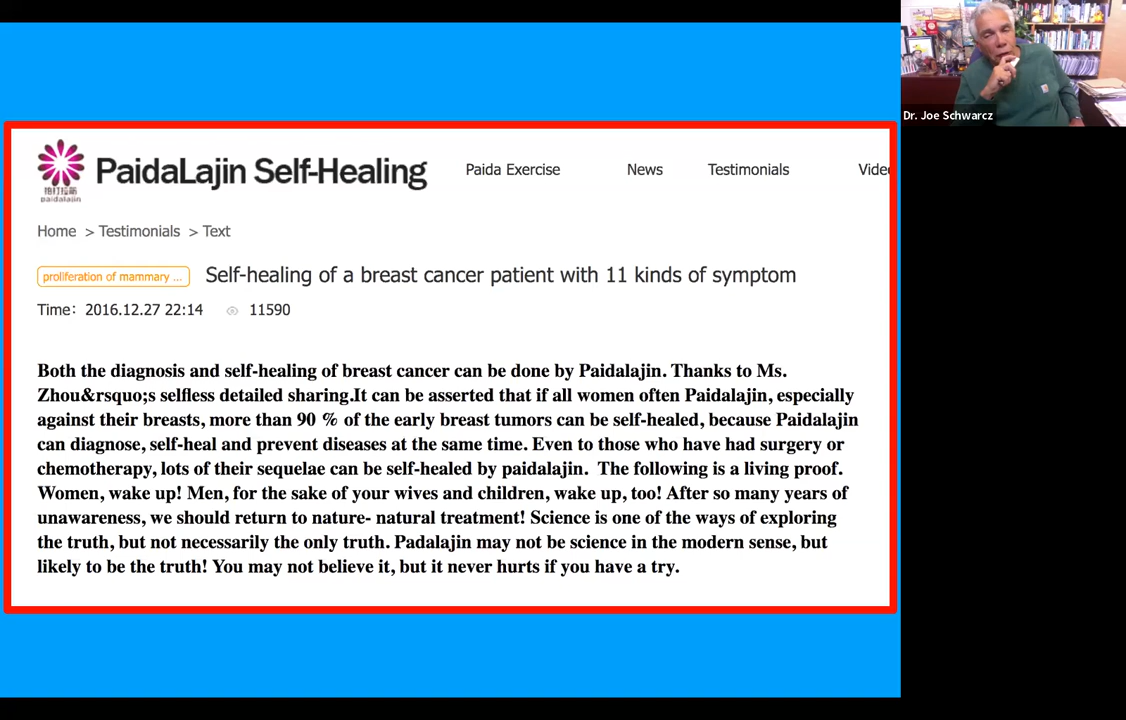 Dr. Joe Schwarcz
拍打拉筋
paidalajin
PaidaLajin Self-Healing
Paida Exercise
News
Testimonials
Vide
Home > Testimonials > Text
proliferation of mammary ...
Self-healing of a breast cancer patient with 11 kinds of symptom
Time: 2016.12.27 22:14
11590
Both the diagnosis and self-healing of breast cancer can be done by Paidalajin. Thanks to Ms.
Zhou&rsquo;s selfless detailed sharing.It can be asserted that if all women often Paidalajin, especially
against their breasts, more than 90 % of the early breast tumors can be self-healed, because Paidalajin
can diagnose, self-heal and prevent diseases at the same time. Even to those who have had surgery or
chemotherapy, lots of their sequelae can be self-healed by paidalajin. The following is a living proof.
Women, wake up! Men, for the sake of your wives and children, wake up, too! After so many years of
unawareness, we should return to nature- natural treatment! Science is one of the ways of exploring
the truth, but not necessarily the only truth. Padalajin may not be science in the modern sense, but
likely to be the truth! You may not believe it, but it never hurts if you have a try.